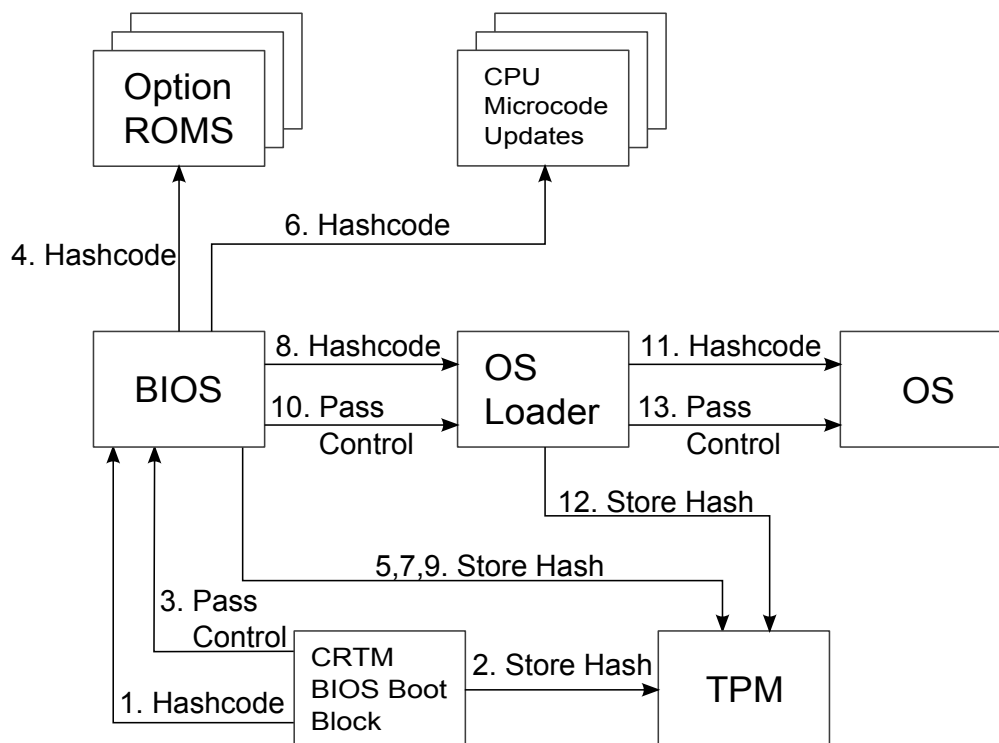 Option
ROMS
CPU
Microcode
Updates
6. Hashcode
4. Hashcode
BIOS
8. Hashcode
10. Pass
Control
OS
Loader
11. Hashcode
13. Pass
Control
OS
12. Store Hash
5,7,9. Store Hash
3. Pass
Control
1. Hashcode
CRTM
BIOS Boot
Block
2. Store Hash
TPM